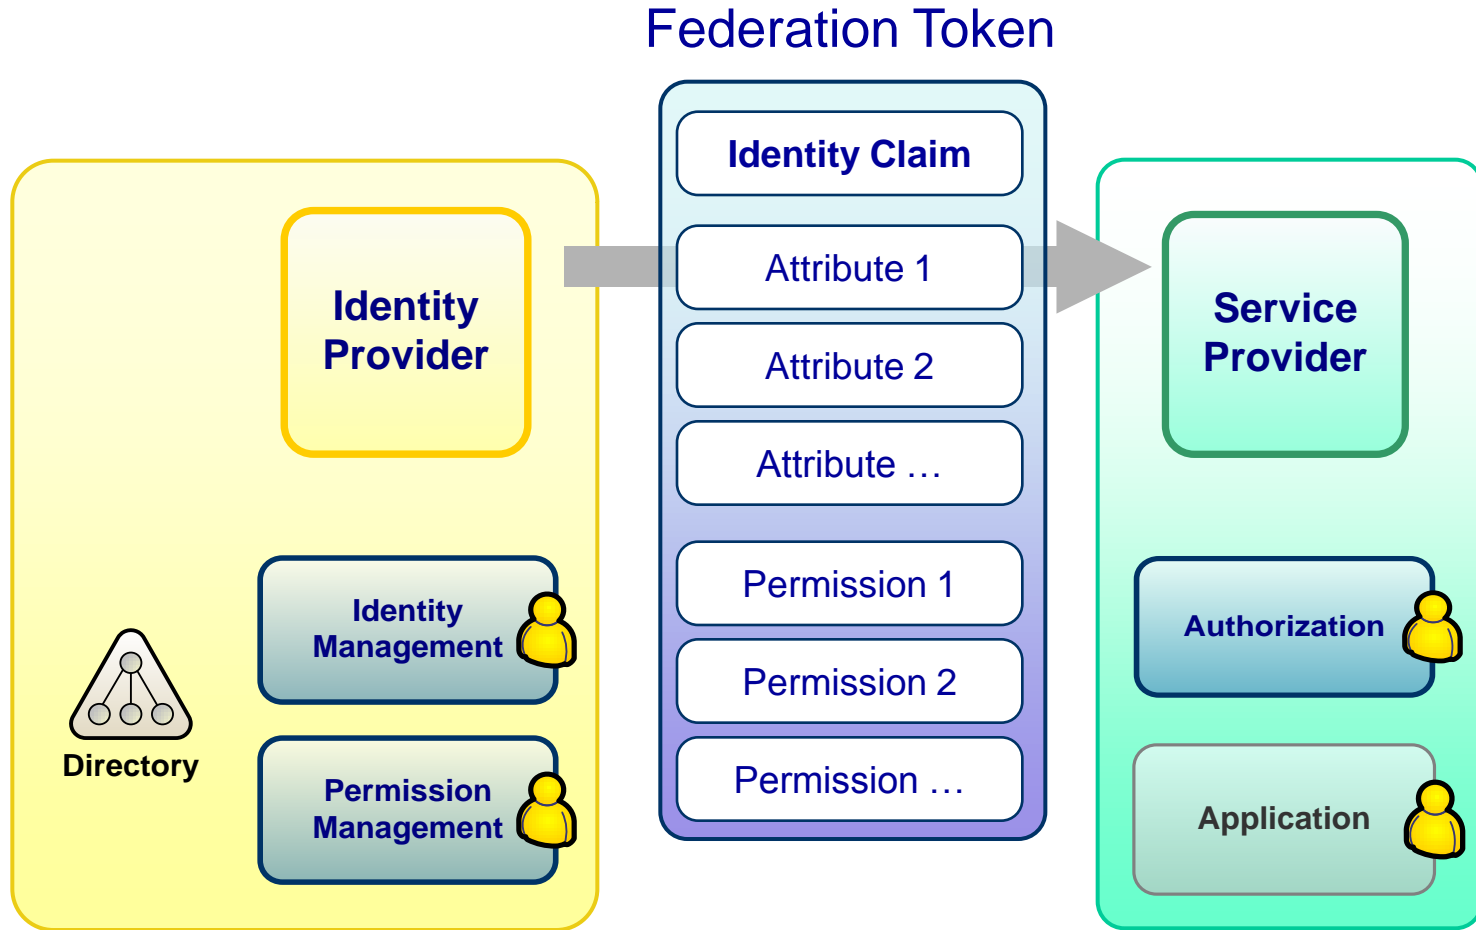 Federation Token
Identity
Provider
Identity
Management
Directory
Permission
Management
Identity Claim
Attribute 1
Attribute 2
Attribute …
Permission 1
Permission 2
Permission …
Service
Provider
Authorization
Application